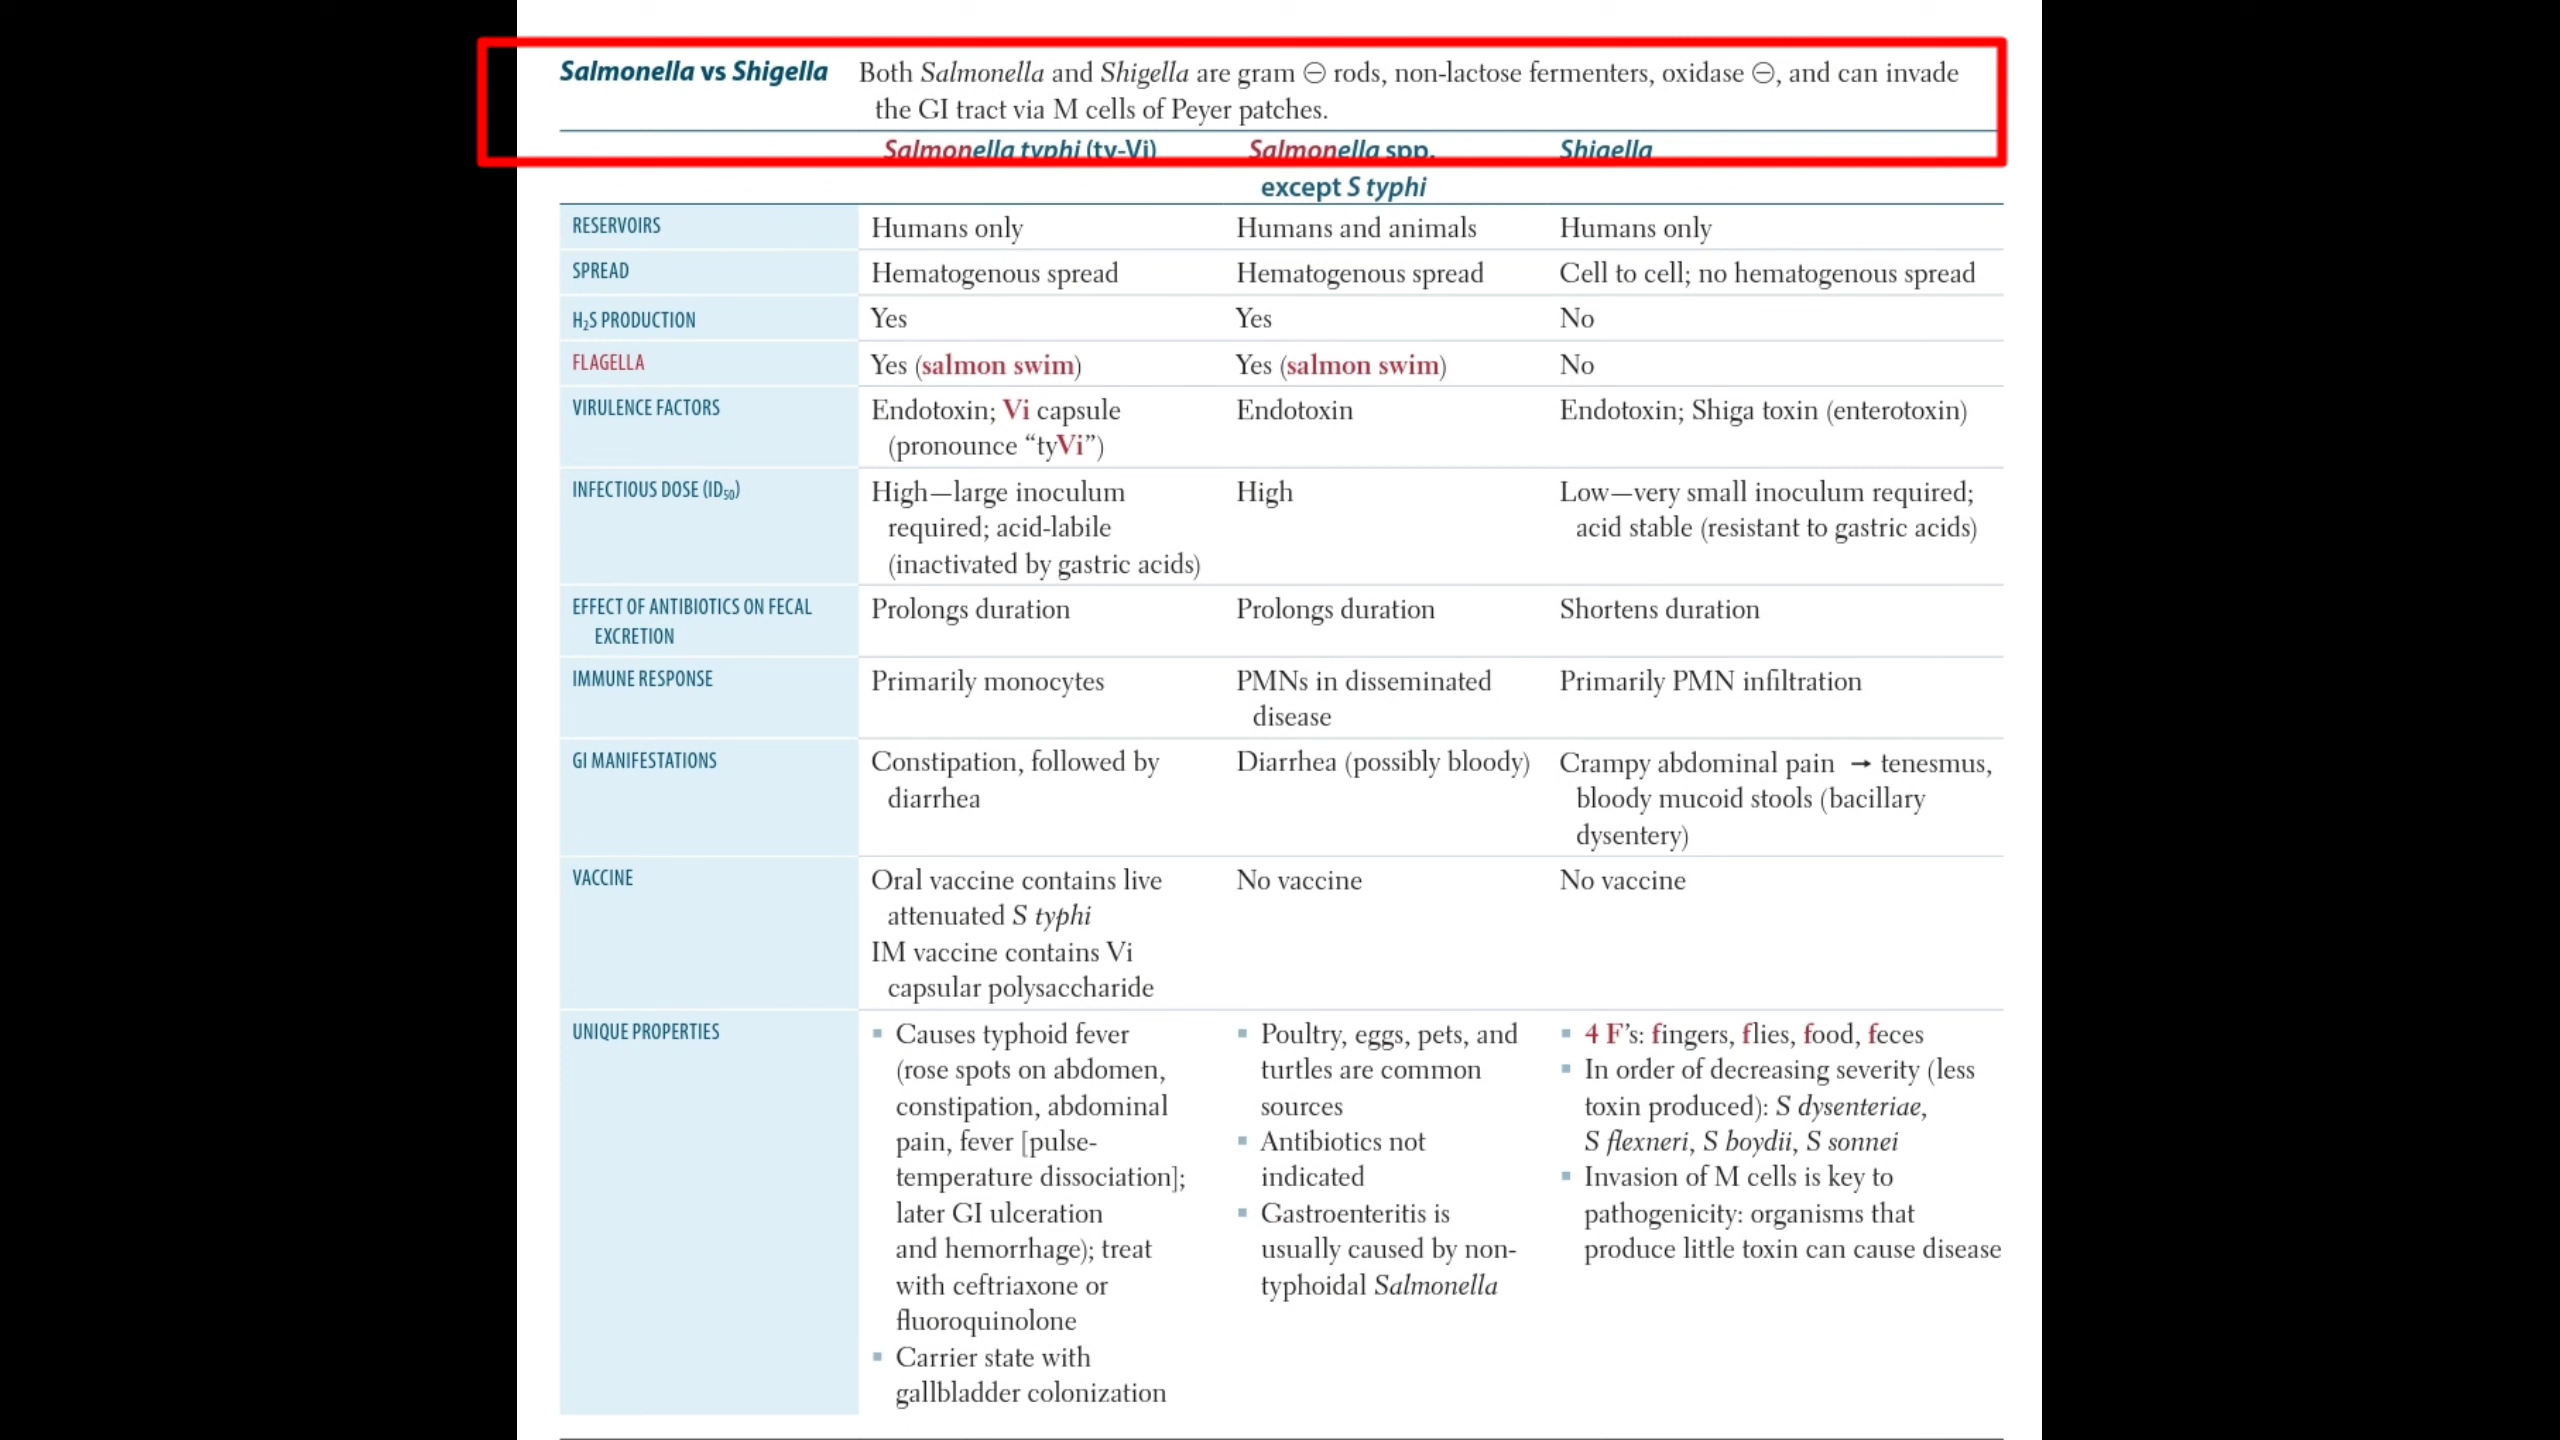 Salmonella vs Shigella Both Salmonella and Shigella are gram ⊖ rods, non-lactose fermenters, oxidase ⊖, and can invade
the GI tract via M cells of Peyer patches.
Salmonella typhi (ty-Vi) Salmonella spp. Shigella
except S typhi
RESERVOIRS Humans only Humans and animals Humans only
SPREAD Hematogenous spread Hematogenous spread Cell to cell; no hematogenous spread
H₂S PRODUCTION Yes Yes No
FLAGELLA Yes (salmon swim) Yes (salmon swim) No
VIRULENCE FACTORS Endotoxin; Vi capsule Endotoxin Endotoxin; Shiga toxin (enterotoxin)
(pronounce “tyVi”)
INFECTIOUS DOSE (ID₅₀) High—large inoculum High Low—very small inoculum required;
required; acid-labile acid stable (resistant to gastric acids)
(inactivated by gastric acids)
EFFECT OF ANTIBIOTICS ON FECAL Prolongs duration Prolongs duration Shortens duration
EXCRETION
IMMUNE RESPONSE Primarily monocytes PMNs in disseminated Primarily PMN infiltration
disease
GI MANIFESTATIONS Constipation, followed by Diarrhea (possibly bloody) Crampy abdominal pain → tenesmus,
diarrhea bloody mucoid stools (bacillary
dysentery)
VACCINE Oral vaccine contains live No vaccine No vaccine
attenuated S typhi
IM vaccine contains Vi
capsular polysaccharide
UNIQUE PROPERTIES ▪ Causes typhoid fever ▪ Poultry, eggs, pets, and ▪ 4 F’s: fingers, flies, food, feces
(rose spots on abdomen, turtles are common ▪ In order of decreasing severity (less
constipation, abdominal sources toxin produced): S dysenteriae,
pain, fever [pulse- ▪ Antibiotics not S flexneri, S boydii, S sonnei
temperature dissociation]; indicated ▪ Invasion of M cells is key to
later GI ulceration ▪ Gastroenteritis is pathogenicity: organisms that
and hemorrhage); treat usually caused by non- produce little toxin can cause disease
with ceftriaxone or typhoidal Salmonella
fluoroquinolone
▪ Carrier state with
gallbladder colonization